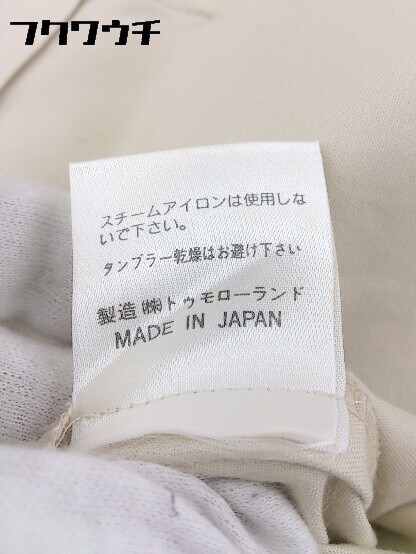 フクワウチ
スチームアイロンは使用しな
いで下さい。
タンブラー乾燥はお避け下さい
製造 ㈱トゥモローランド
MADE IN JAPAN